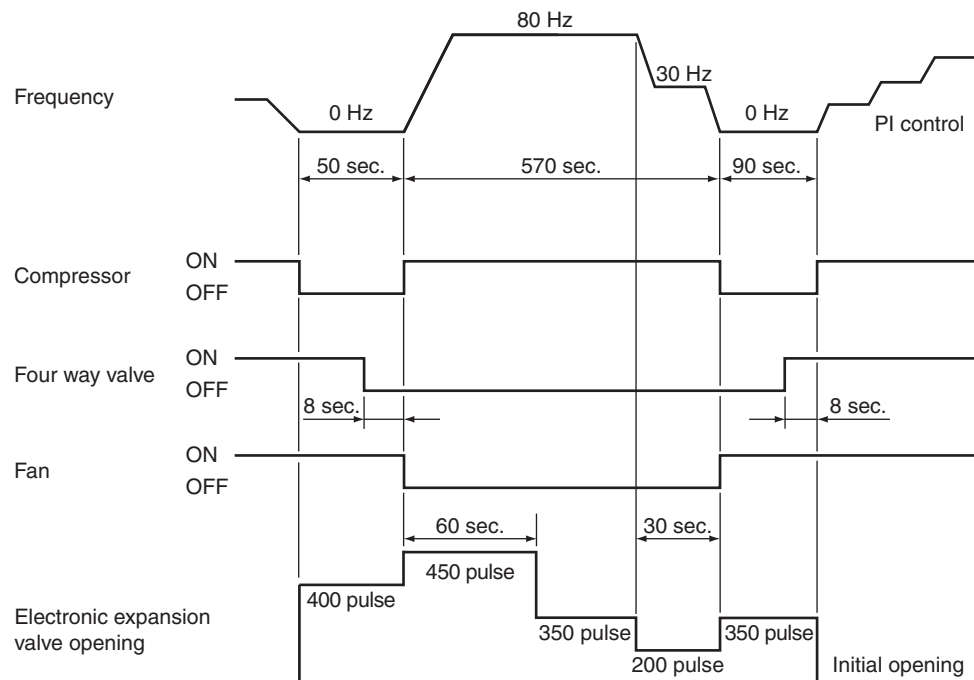 80 Hz
30 Hz
Frequency
0 Hz
0 Hz
PI control
50 sec.
570 sec.
90 sec.
ON
Compressor
OFF
ON
Four way valve
OFF
8 sec.
8 sec.
ON
Fan
OFF
60 sec.
30 sec.
450 pulse
400 pulse
Electronic expansion
valve opening
350 pulse
350 pulse
200 pulse
Initial opening